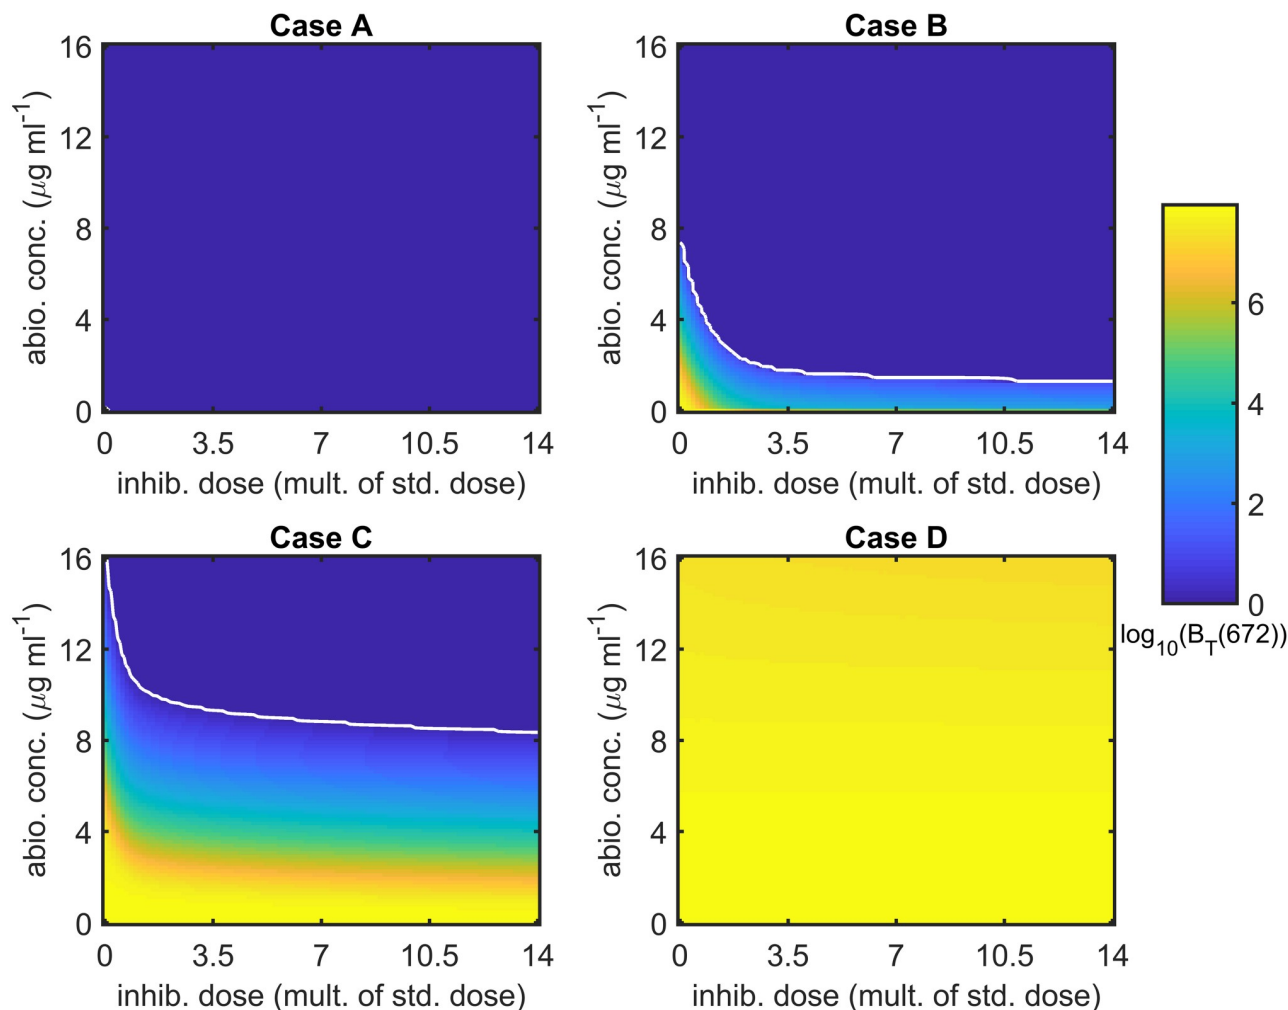 Case A
16
12
8
4
0
abio. conc. (μg ml⁻¹)
0 3.5 7 10.5 14
inhib. dose (mult. of std. dose)
Case B
16
12
8
4
0
abio. conc. (μg ml⁻¹)
0 3.5 7 10.5 14
inhib. dose (mult. of std. dose)
6
4
2
0
log₁₀(B_T(672))
Case C
16
12
8
4
0
abio. conc. (μg ml⁻¹)
0 3.5 7 10.5 14
inhib. dose (mult. of std. dose)
Case D
16
12
8
4
0
abio. conc. (μg ml⁻¹)
0 3.5 7 10.5 14
inhib. dose (mult. of std. dose)